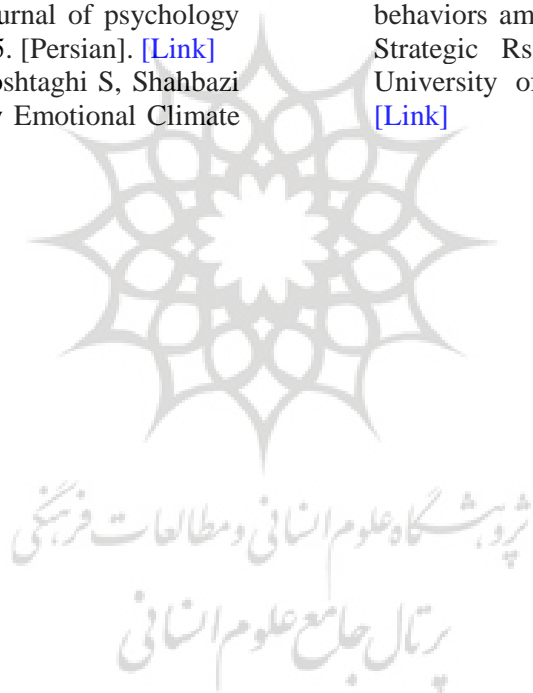 urnal of psychology
5. [Persian]. [Link]
oshtaghi S, Shahbazi
y Emotional Climate
behaviors am
Strategic Rs
University of
[Link]
پژوهشگاه علوم انسانی و مطالعات فرهنگی
پرتال جامع علوم انسانی